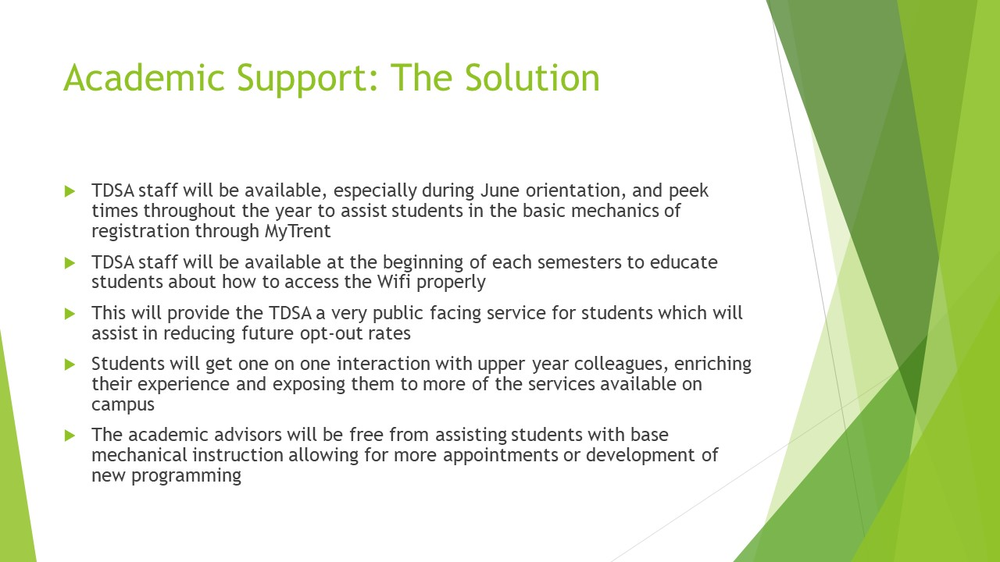 Academic Support: The Solution
TDSA staff will be available, especially during June orientation, and peek
times throughout the year to assist students in the basic mechanics of
registration through MyTrent
TDSA staff will be available at the beginning of each semesters to educate
students about how to access the Wifi properly
This will provide the TDSA a very public facing service for students which will
assist in reducing future opt-out rates
Students will get one on one interaction with upper year colleagues, enriching
their experience and exposing them to more of the services available on
campus
The academic advisors will be free from assisting students with base
mechanical instruction allowing for more appointments or development of
new programming